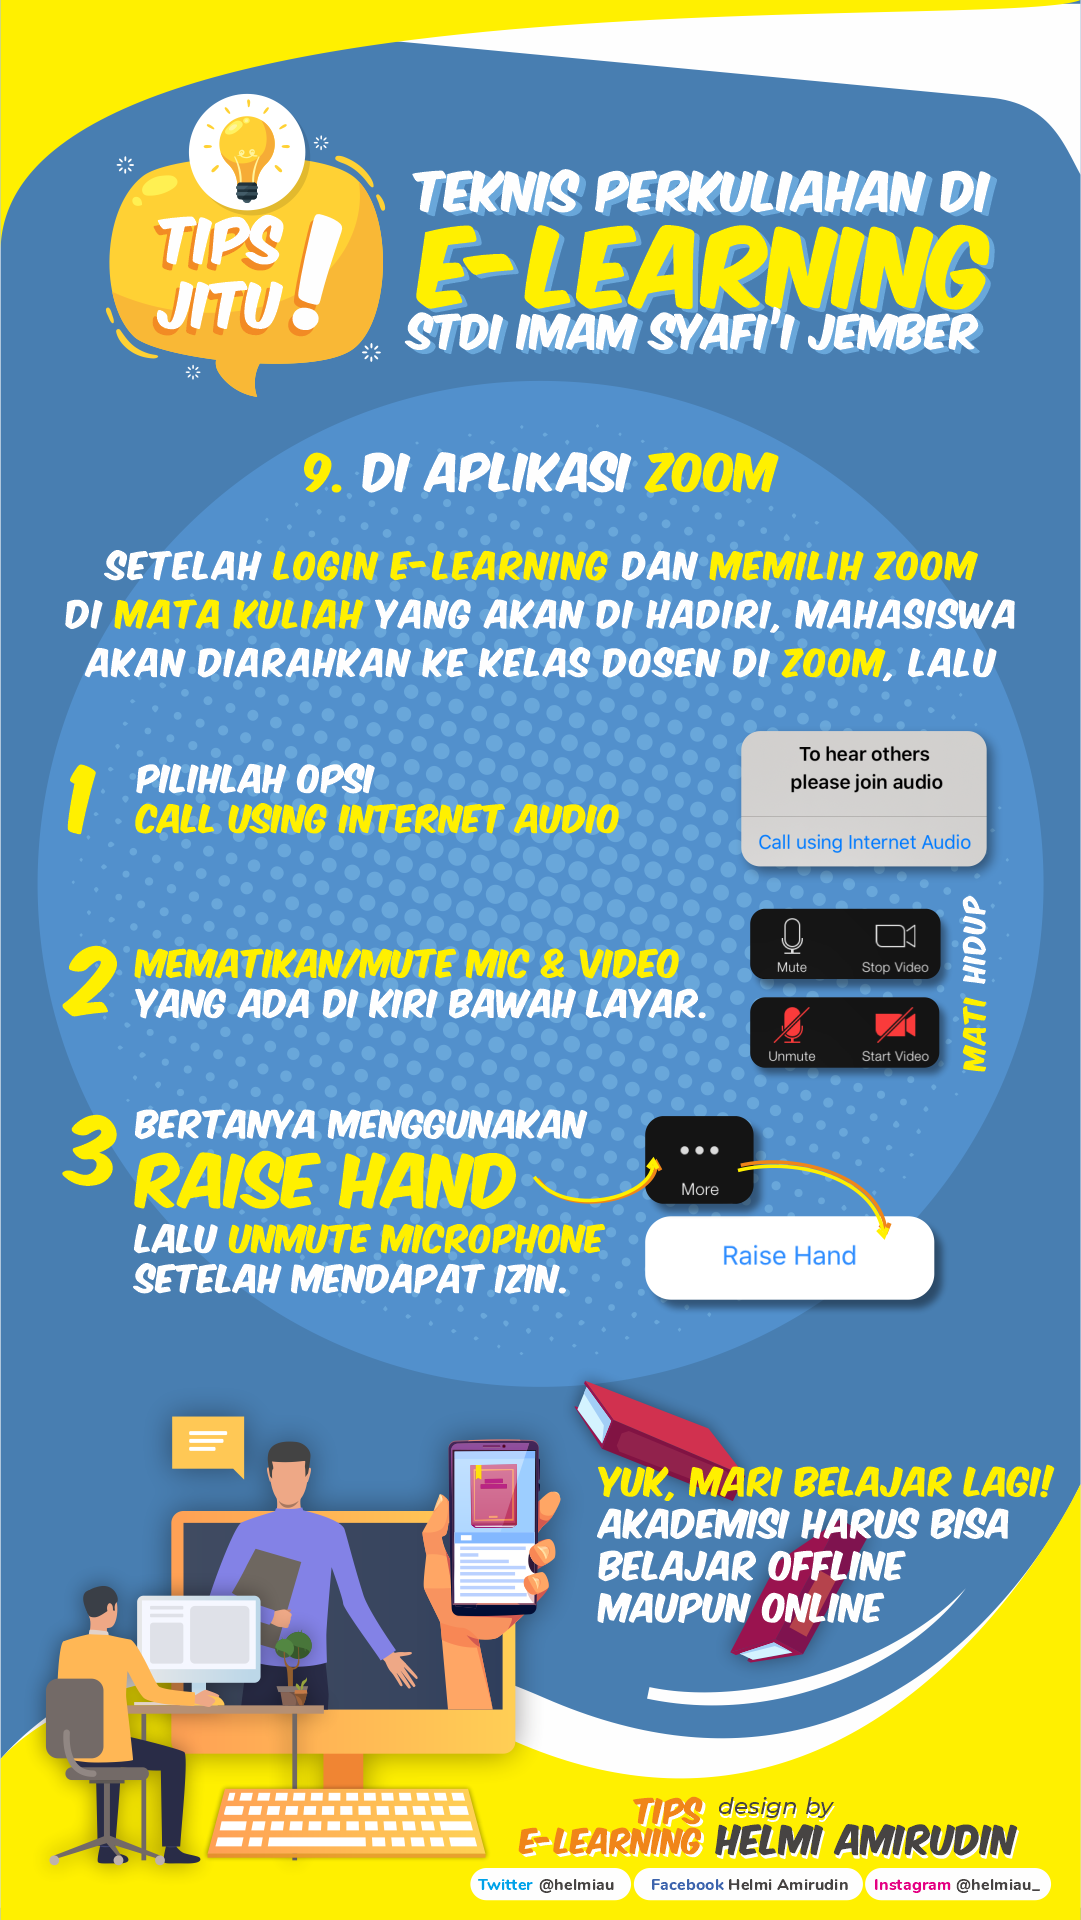 TIPS
JITU!
TEKNIS PERKULIAHAN DI
E-LEARNING
STDI IMAM SYAFI'I JEMBER
9. DI APLIKASI ZOOM
SETELAH LOGIN E-LEARNING DAN MEMILIH ZOOM
DI MATA KULIAH YANG AKAN DI HADIRI, MAHASISWA
AKAN DIARAHKAN KE KELAS DOSEN DI ZOOM, LALU
1
PILIHLAH OPSI
CALL USING INTERNET AUDIO
To hear others
please join audio
Call using Internet Audio
2
MEMATIKAN/MUTE MIC & VIDEO
YANG ADA DI KIRI BAWAH LAYAR.
Mute Stop Video
Unmute Start Video
MATI HIDUP
3
BERTANYA MENGGUNAKAN
RAISE HAND
LALU UNMUTE MICROPHONE
SETELAH MENDAPAT IZIN.
More
Raise Hand
YUK, MARI BELAJAR LAGI!
AKADEMISI HARUS BISA
BELAJAR OFFLINE
MAUPUN ONLINE
TIPS
E-LEARNING
design by
HELMI AMIRUDIN
Twitter @helmiau
Facebook Helmi Amirudin
Instagram @helmiau_